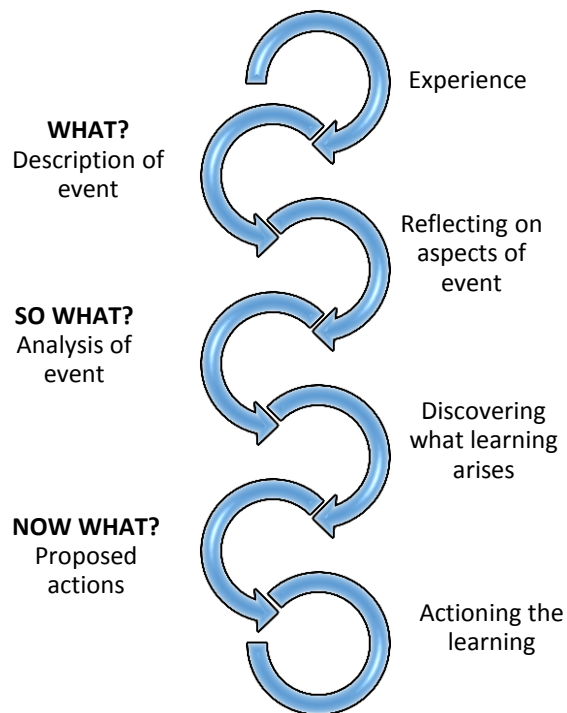 Experience
WHAT?
Description of
event
Reflecting on
aspects of
event
SO WHAT?
Analysis of
event
Discovering
what learning
arises
NOW WHAT?
Proposed
actions
Actioning the
learning